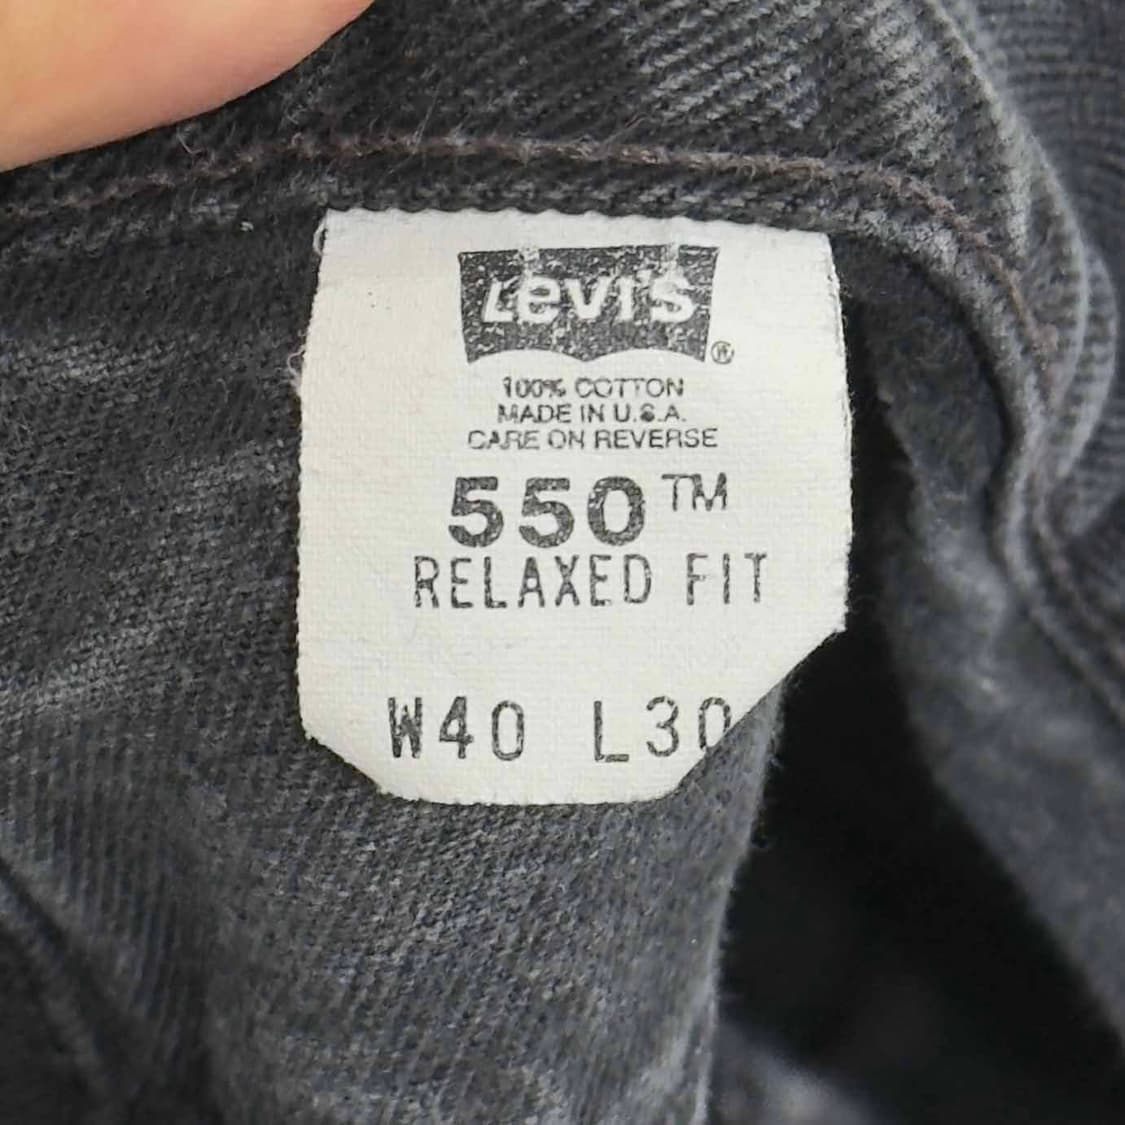 Levi's®
100% COTTON
MADE IN U.S.A.
CARE ON REVERSE
550™
RELAXED FIT
W40 L30